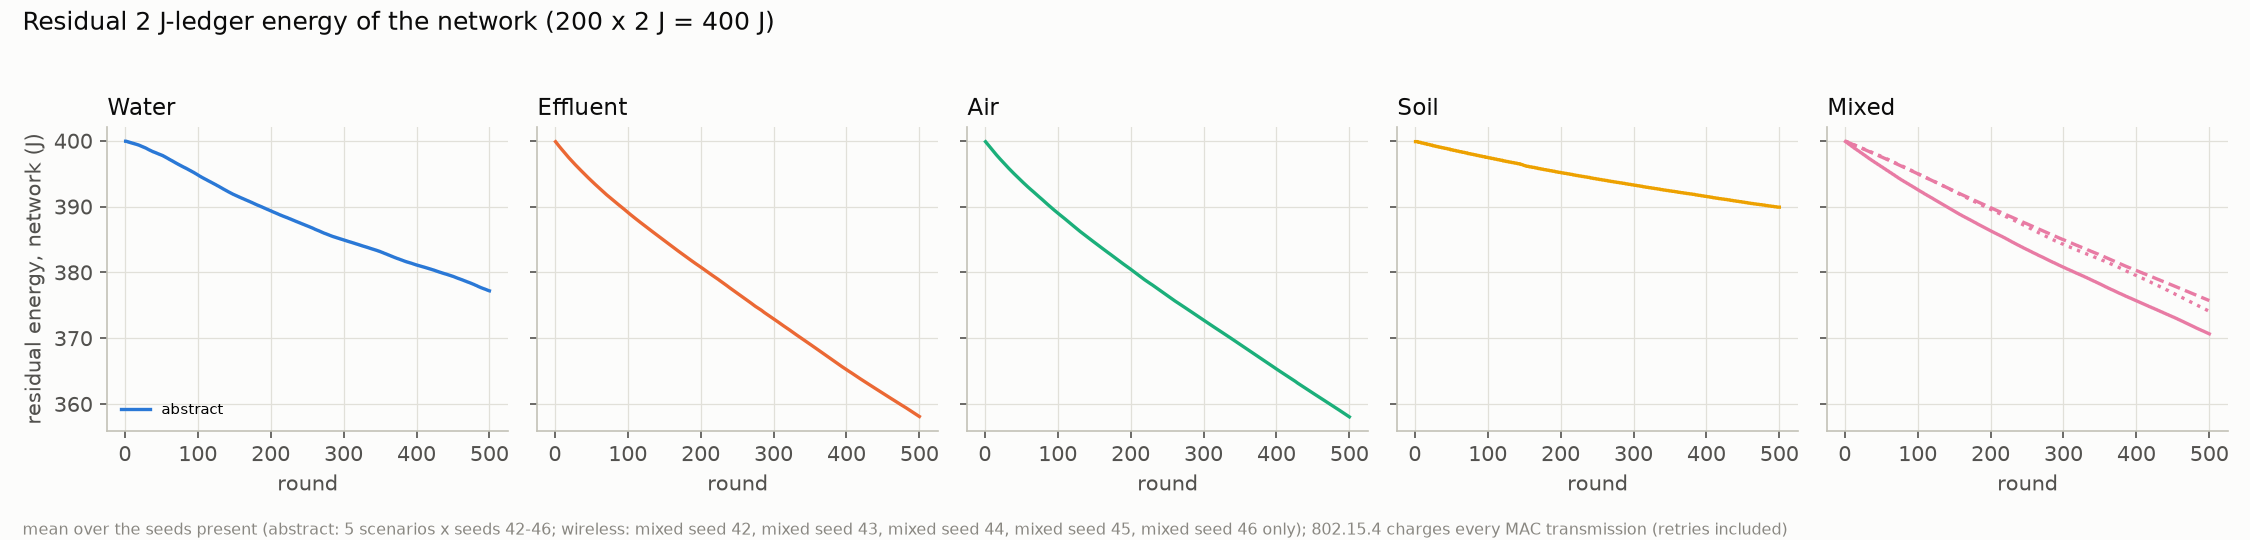 Residual 2 J-ledger energy of the network (200 x 2 J = 400 J)
Water
Effluent
Air
Soil
Mixed
residual energy, network (J)
400
390
380
370
360
abstract
0 100 200 300 400 500
0 100 200 300 400 500
0 100 200 300 400 500
0 100 200 300 400 500
0 100 200 300 400 500
round
round
round
round
round
mean over the seeds present (abstract: 5 scenarios x seeds 42-46; wireless: mixed seed 42, mixed seed 43, mixed seed 44, mixed seed 45, mixed seed 46 only); 802.15.4 charges every MAC transmission (retries included)